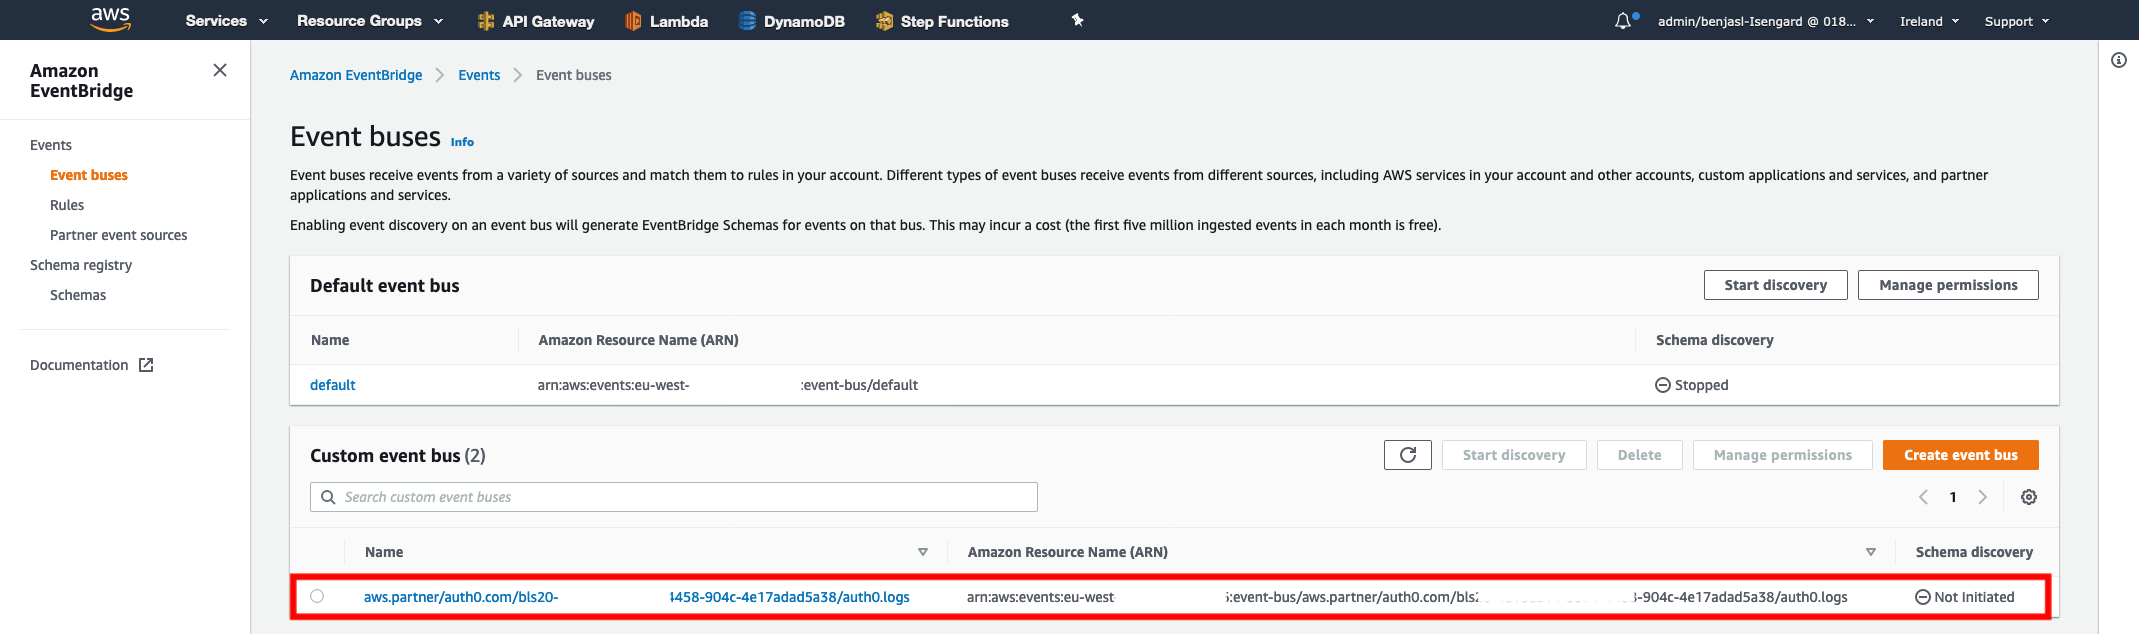 aws
Services
Resource Groups
API Gateway
Lambda
DynamoDB
Step Functions
admin/benjasl-Isengard @ 018...
Ireland
Support
Amazon EventBridge
Events
Event buses
Rules
Partner event sources
Schema registry
Schemas
Documentation
Amazon EventBridge
Events
Event buses
Event buses Info
Event buses receive events from a variety of sources and match them to rules in your account. Different types of event buses receive events from different sources, including AWS services in your account and other accounts, custom applications and services, and partner
applications and services.
Enabling event discovery on an event bus will generate EventBridge Schemas for events on that bus. This may incur a cost (the first five million ingested events in each month is free).
Default event bus
Start discovery
Manage permissions
Name
Amazon Resource Name (ARN)
Schema discovery
default
arn:aws:events:eu-west- :event-bus/default
Stopped
Custom event bus (2)
Start discovery
Delete
Manage permissions
Create event bus
Search custom event buses
1
Name
Amazon Resource Name (ARN)
Schema discovery
aws.partner/auth0.com/bls20- 4458-904c-4e17adad5a38/auth0.logs
arn:aws:events:eu-west :event-bus/aws.partner/auth0.com/bls -904c-4e17adad5a38/auth0.logs
Not Initiated